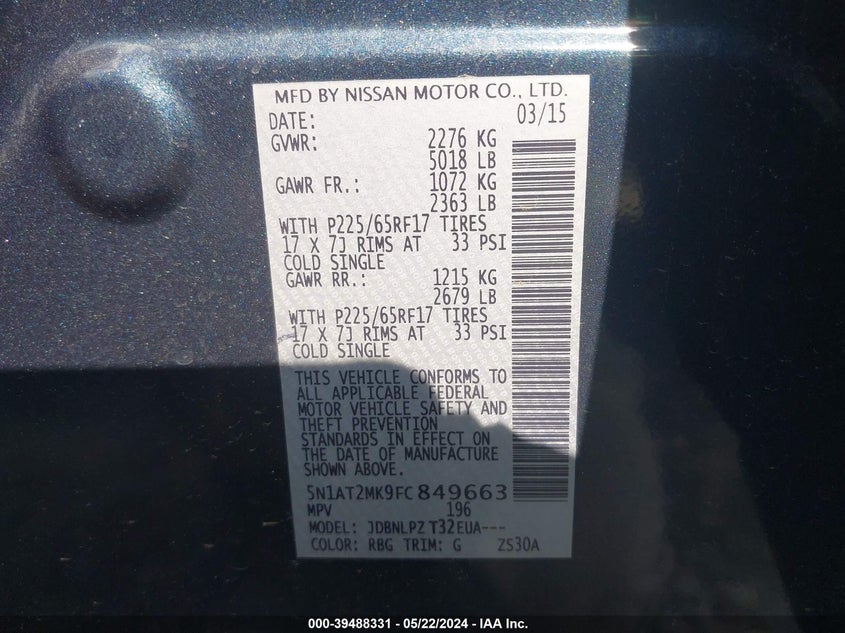 MFD BY NISSAN MOTOR CO., LTD.
DATE: 03/15
GVWR: 2276 KG
5018 LB
GAWR FR.: 1072 KG
2363 LB
WITH P225/65RF17 TIRES
17 X 7J RIMS AT 33 PSI
COLD SINGLE
GAWR RR.: 1215 KG
2679 LB
WITH P225/65RF17 TIRES
17 X 7J RIMS AT 33 PSI
COLD SINGLE
THIS VEHICLE CONFORMS TO
ALL APPLICABLE FEDERAL
MOTOR VEHICLE SAFETY AND
THEFT PREVENTION
STANDARDS IN EFFECT ON
THE DATE OF MANUFACTURE
SHOWN ABOVE.
5N1AT2MK9FC849663
MPV 196
MODEL: JDBNLPZ T32EUA---
COLOR: RBG TRIM: G ZS30A
000-39488331 - 05/22/2024 - IAA Inc.